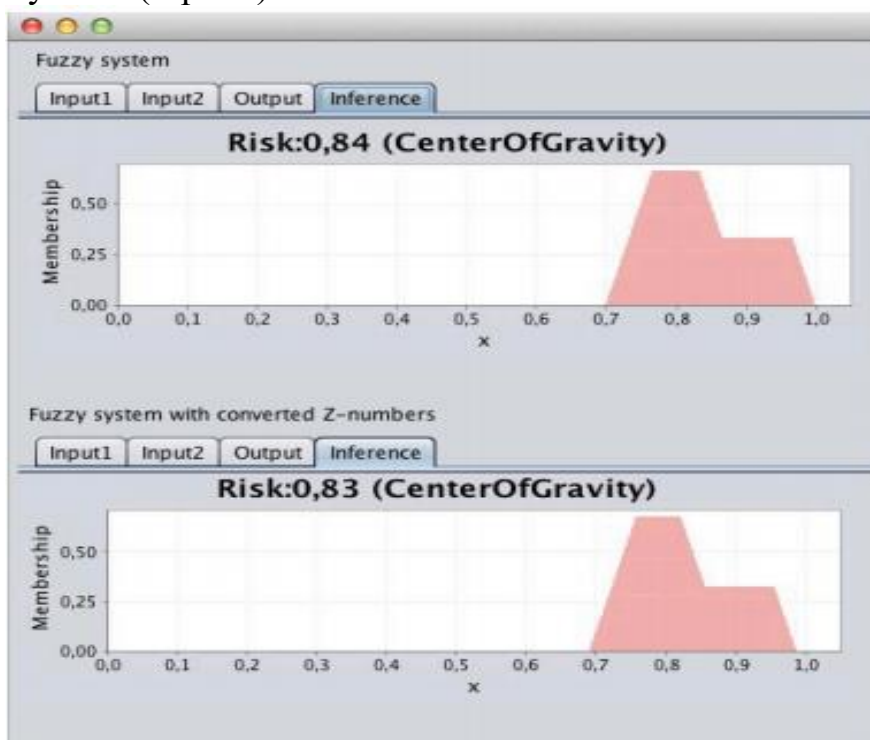 Fuzzy system
Input1 Input2 Output Inference
Risk:0,84 (CenterOfGravity)
Membership
0,50
0,25
0,00
0,0 0,1 0,2 0,3 0,4 0,5 0,6 0,7 0,8 0,9 1,0
x
Fuzzy system with converted Z-numbers
Input1 Input2 Output Inference
Risk:0,83 (CenterOfGravity)
Membership
0,50
0,25
0,00
0,0 0,1 0,2 0,3 0,4 0,5 0,6 0,7 0,8 0,9 1,0
x